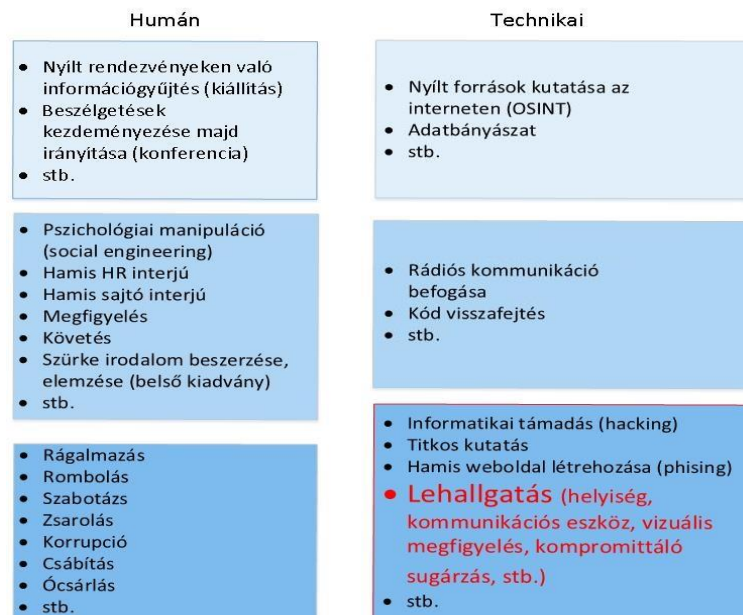 Humán
• Nyílt rendezvényeken való
információgyűjtés (kiállítás)
• Beszélgetések
kezdeményezése majd
irányítása (konferencia)
• stb.
• Pszichológiai manipuláció
(social engineering)
• Hamis HR interjú
• Hamis sajtó interjú
• Megfigyelés
• Követés
• Szürke irodalom beszerzése,
elemzése (belső kiadvány)
• stb.
• Rágalmazás
• Rombolás
• Szabotázs
• Zsarolás
• Korrupció
• Csábítás
• Ócsárlás
• stb.
Technikai
• Nyílt források kutatása az
interneten (OSINT)
• Adatbányászat
• stb.
• Rádiós kommunikáció
befogása
• Kód visszafejtés
• stb.
• Informatikai támadás (hacking)
• Titkos kutatás
• Hamis weboldal létrehozása (phising)
• Lehallgatás (helyiség,
kommunikációs eszköz, vizuális
megfigyelés, kompromittáló
sugárzás, stb.)
• stb.